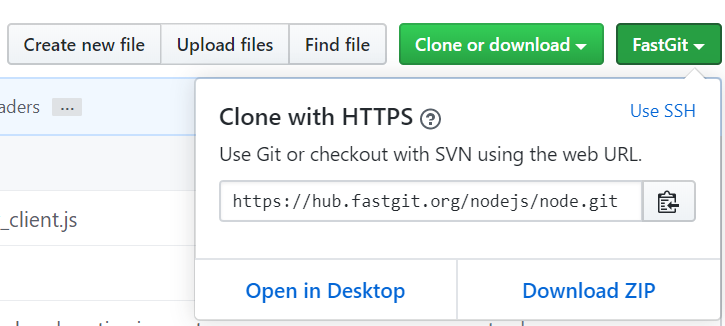 Create new file Upload files Find file Clone or download FastGit
aders ...
Clone with HTTPS ?
Use SSH
Use Git or checkout with SVN using the web URL.
_client.js
https://hub.fastgit.org/nodejs/node.git
Open in Desktop Download ZIP